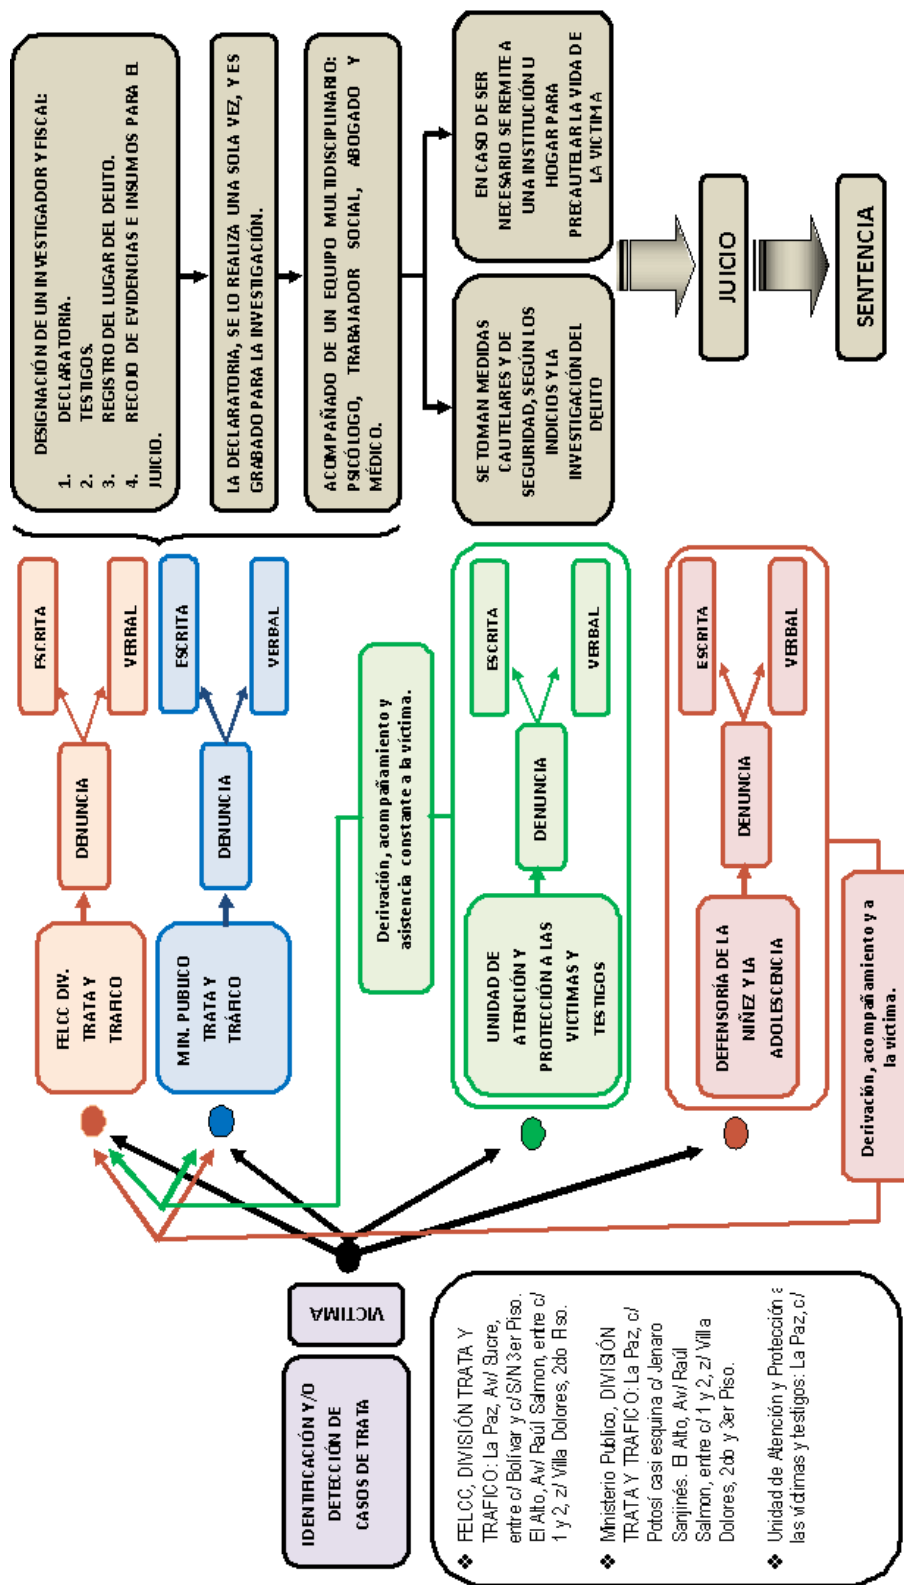 IDENTIFICACIÓN Y/O
DETECCIÓN DE
CASOS DE TRATA
VICTIMA
❖ FELCC, DIVISIÓN TRATA Y
TRAFICO: La Paz, Av/ Sucre,
entre c/ Bolívar y c/ S/N 3er Piso.
El Alto, Av/ Raúl Salmon, entre c/
1 y 2, z/ Villa Dolores, 2do Piso.
❖ Ministerio Publico, DIVISIÓN
TRATA Y TRAFICO: La Paz, c/
Potosí casi esquina c/ Jenaro
Sanjinés. El Alto, Av/ Raúl
Salmon, entre c/ 1 y 2, z/ Villa
Dolores, 2do y 3er Piso.
❖ Unidad de Atención y Protección a
las víctimas y testigos: La Paz, c/
FELCC DIV.
TRATA Y
TRAFICO
DENUNCIA
ESCRITA
VERBAL
MIN. PUBLICO
TRATA Y
TRÁFICO
DENUNCIA
ESCRITA
VERBAL
Derivación, acompañamiento y
asistencia constante a la víctima.
UNIDAD DE
ATENCIÓN Y
PROTECCIÓN A LAS
VICTIMAS Y
TESTIGOS
DENUNCIA
ESCRITA
VERBAL
DEFENSORÍA DE LA
NIÑEZ Y LA
ADOLESCENCIA
DENUNCIA
ESCRITA
VERBAL
Derivación, acompañamiento y a
la víctima.
DESIGNACIÓN DE UN INVESTIGADOR Y FISCAL:
1. DECLARATORIA.
2. TESTIGOS.
3. REGISTRO DEL LUGAR DEL DELITO.
4. RECOJO DE EVIDENCIAS E INSUMOS PARA EL
JUICIO.
LA DECLARATORIA, SE LO REALIZA UNA SOLA VEZ, Y ES
GRABADO PARA LA INVESTIGACIÓN.
ACOMPAÑADO DE UN EQUIPO MULTIDISCIPLINARIO:
PSICÓLOGO, TRABAJADOR SOCIAL, ABOGADO Y
MÉDICO.
SE TOMAN MEDIDAS
CAUTELARES Y DE
SEGURIDAD, SEGÚN LOS
INDICIOS Y LA
INVESTIGACIÓN DEL
DELITO
EN CASO DE SER
NECESARIO SE REMITE A
UNA INSTITUCIÓN U
HOGAR PARA
PRECAUTELAR LA VIDA DE
LA VICTIMA
JUICIO
SENTENCIA